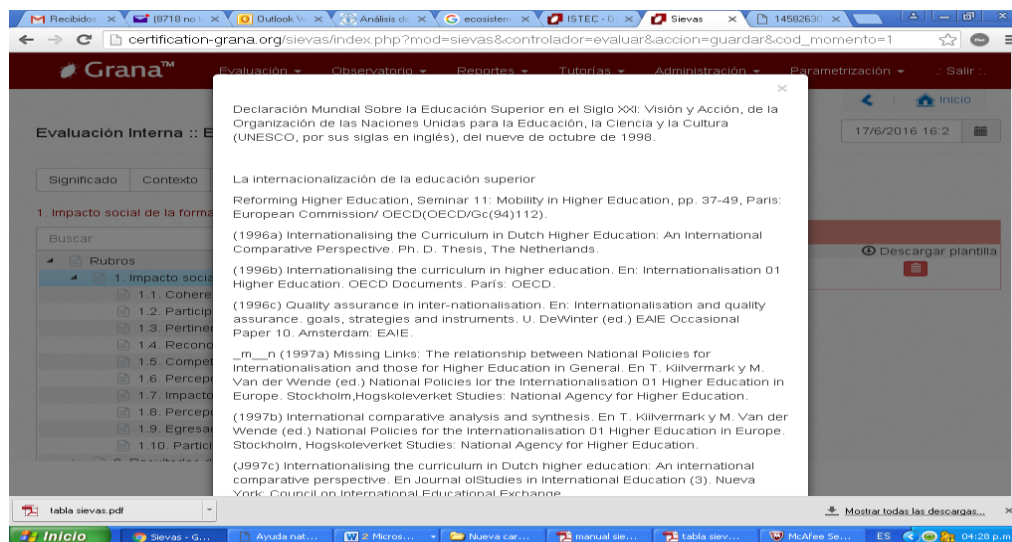 Recibidos
(8718 no l
Outlook V
Análisis de
ecosistem
ISTEC - G
Sievas
14582630
certification-grana.org/sievas/index.php?mod=sievas&controlador=evaluar&accion=guardar&cod_momento=1
Grana™
Evaluación
Observatorio
Reportes
Tutorías
Administración
Parametrización
.: Salir :.
Inicio
Evaluación Interna :: E
17/6/2016 16:2
Significado
Contexto
1. Impacto social de la forma
Buscar
Rubros
1. Impacto socia
1.1. Cohere
1.2. Particip
1.3. Pertiner
1.4. Recono
1.5. Compet
1.6. Percepc
1.7. Impacto
1.8. Percepc
1.9. Egresad
1.10. Partici
Descargar plantilla
Declaración Mundial Sobre la Educación Superior en el Siglo XXI: Visión y Acción, de la
Organización de las Naciones Unidas para la Educación, la Ciencia y la Cultura
(UNESCO, por sus siglas en inglés), del nueve de octubre de 1998.
La internacionalización de la educación superior
Reforming Higher Education, Seminar 11: Mobility in Higher Education, pp. 37-49, Paris:
European Commission/ OECD(OECD/Gc(94)112).
(1996a) Internationalising the Curriculum in Dutch Higher Education: An International
Comparative Perspective. Ph. D. Thesis, The Netherlands.
(1996b) Internationalising the curriculum in higher education. En: Internationalisation 01
Higher Education. OECD Documents. París: OECD.
(1996c) Quality assurance in inter-nationalisation. En: Internationalisation and quality
assurance. goals, strategies and instruments. U. DeWinter (ed.) EAIE Occasional
Paper 10. Amsterdam: EAIE.
_m__n (1997a) Missing Links: The relationship between National Policies for
Internationalisation and those for Higher Education in General. En T. Kiilvermark y M.
Van der Wende (ed.) National Policies lor the Internationalisation 01 Higher Education in
Europe. Stockholm,Hogskoleverket Studies: National Agency for Higher Education.
(1997b) International comparative analysis and synthesis. En T. Kiilvermark y M. Van der
Wende (ed.) National Policies for the Internationalisation 01 Higher Education in Europe.
Stockholm, Hogskoleverket Studies: National Agency for Higher Education.
(J997c) Internationalising the curriculum in Dutch higher education: An international
comparative perspective. En Journal olStudies in International Education (3). Nueva
York: Council on International Educational Exchange
tabla sievas.pdf
Mostrar todas las descargas...
Inicio
Sievas - G...
Ayuda nat...
2 Micros...
Nueva car...
manual sie...
tabla siev...
McAfee Se...
ES
04:28 p.m